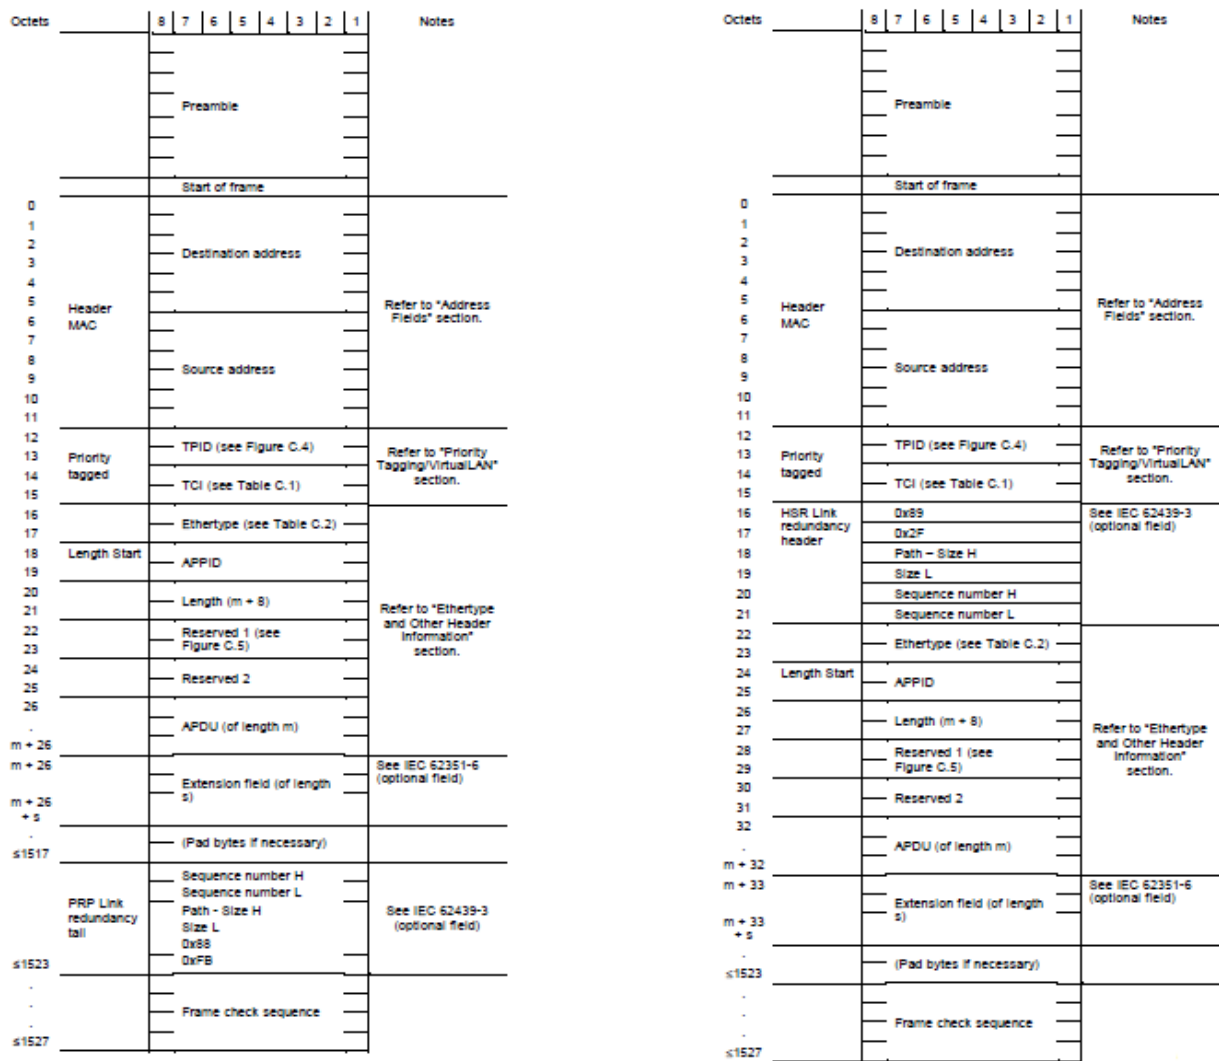 Octets 8 7 6 5 4 3 2 1 Notes
Preamble
Start of frame
0
1
2
3
4
5
6
7
8
9
10
11
Header
MAC
Destination address
Source address
Refer to "Address
Fields" section.
12
13
14
15
Priority
tagged
TPID (see Figure C.4)
TCI (see Table C.1)
Refer to "Priority
Tagging/VirtualLAN"
section.
16
17
Ethertype (see Table C.2)
18
19
Length Start
APPID
20
21
Length (m + 8)
22
23
Reserved 1 (see
Figure C.5)
24
25
Reserved 2
Refer to "Ethertype
and Other Header
Information"
section.
26
.
m + 26
APDU (of length m)
m + 26
m + 26
+ s
Extension field (of length
s)
See IEC 62351-6
(optional field)
.
≤1517
(Pad bytes if necessary)
PRP Link
redundancy
tail
Sequence number H
Sequence number L
Path - Size H
Size L
0x88
0xFB
See IEC 62439-3
(optional field)
≤1523
.
.
.
≤1527
Frame check sequence
Octets 8 7 6 5 4 3 2 1 Notes
Preamble
Start of frame
0
1
2
3
4
5
6
7
8
9
10
11
Header
MAC
Destination address
Source address
Refer to "Address
Fields" section.
12
13
14
15
Priority
tagged
TPID (see Figure C.4)
TCI (see Table C.1)
Refer to "Priority
Tagging/VirtualLAN"
section.
16
17
18
19
20
21
HSR Link
redundancy
header
0x89
0x2F
Path – Size H
Size L
Sequence number H
Sequence number L
See IEC 62439-3
(optional field)
22
23
Ethertype (see Table C.2)
24
25
Length Start
APPID
26
27
Length (m + 8)
28
29
Reserved 1 (see
Figure C.5)
30
31
Reserved 2
Refer to "Ethertype
and Other Header
Information"
section.
32
.
m + 32
APDU (of length m)
m + 33
m + 33
+ s
Extension field (of length
s)
See IEC 62351-6
(optional field)
.
≤1523
(Pad bytes if necessary)
.
.
.
≤1527
Frame check sequence